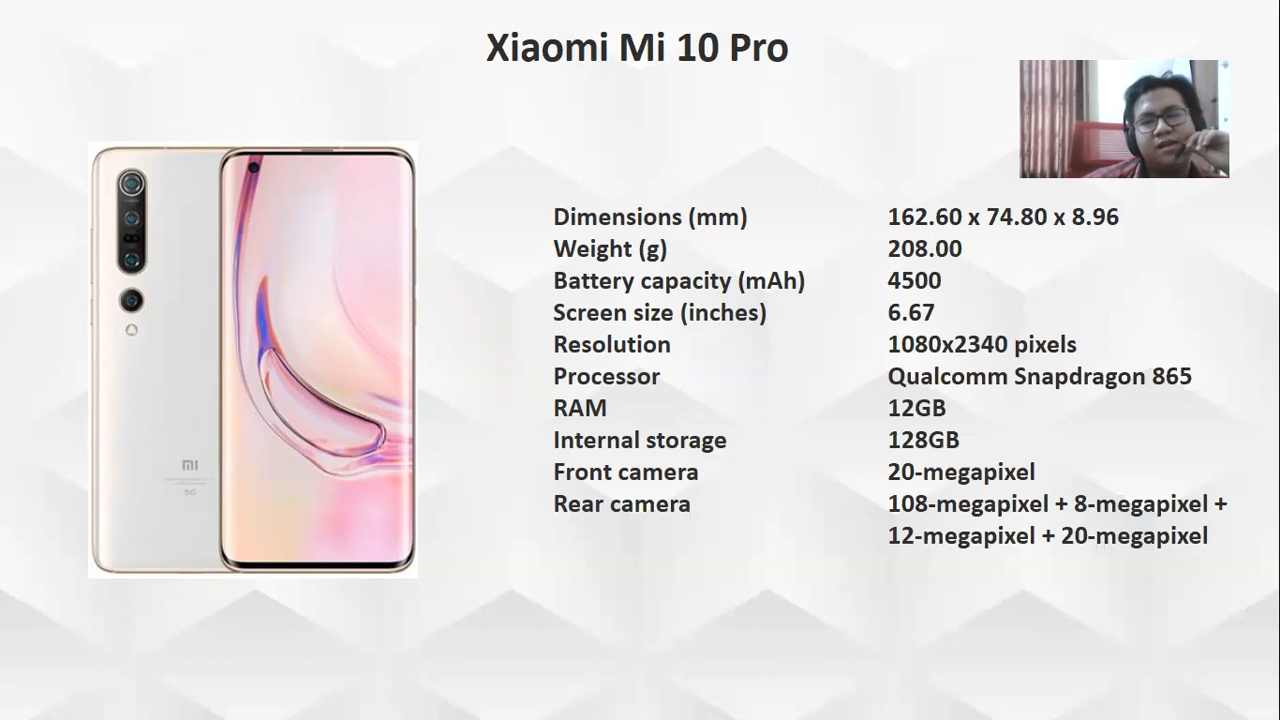 Xiaomi Mi 10 Pro
Dimensions (mm) 162.60 x 74.80 x 8.96
Weight (g) 208.00
Battery capacity (mAh) 4500
Screen size (inches) 6.67
Resolution 1080x2340 pixels
Processor Qualcomm Snapdragon 865
RAM 12GB
Internal storage 128GB
Front camera 20-megapixel
Rear camera 108-megapixel + 8-megapixel +
12-megapixel + 20-megapixel
MI
5G